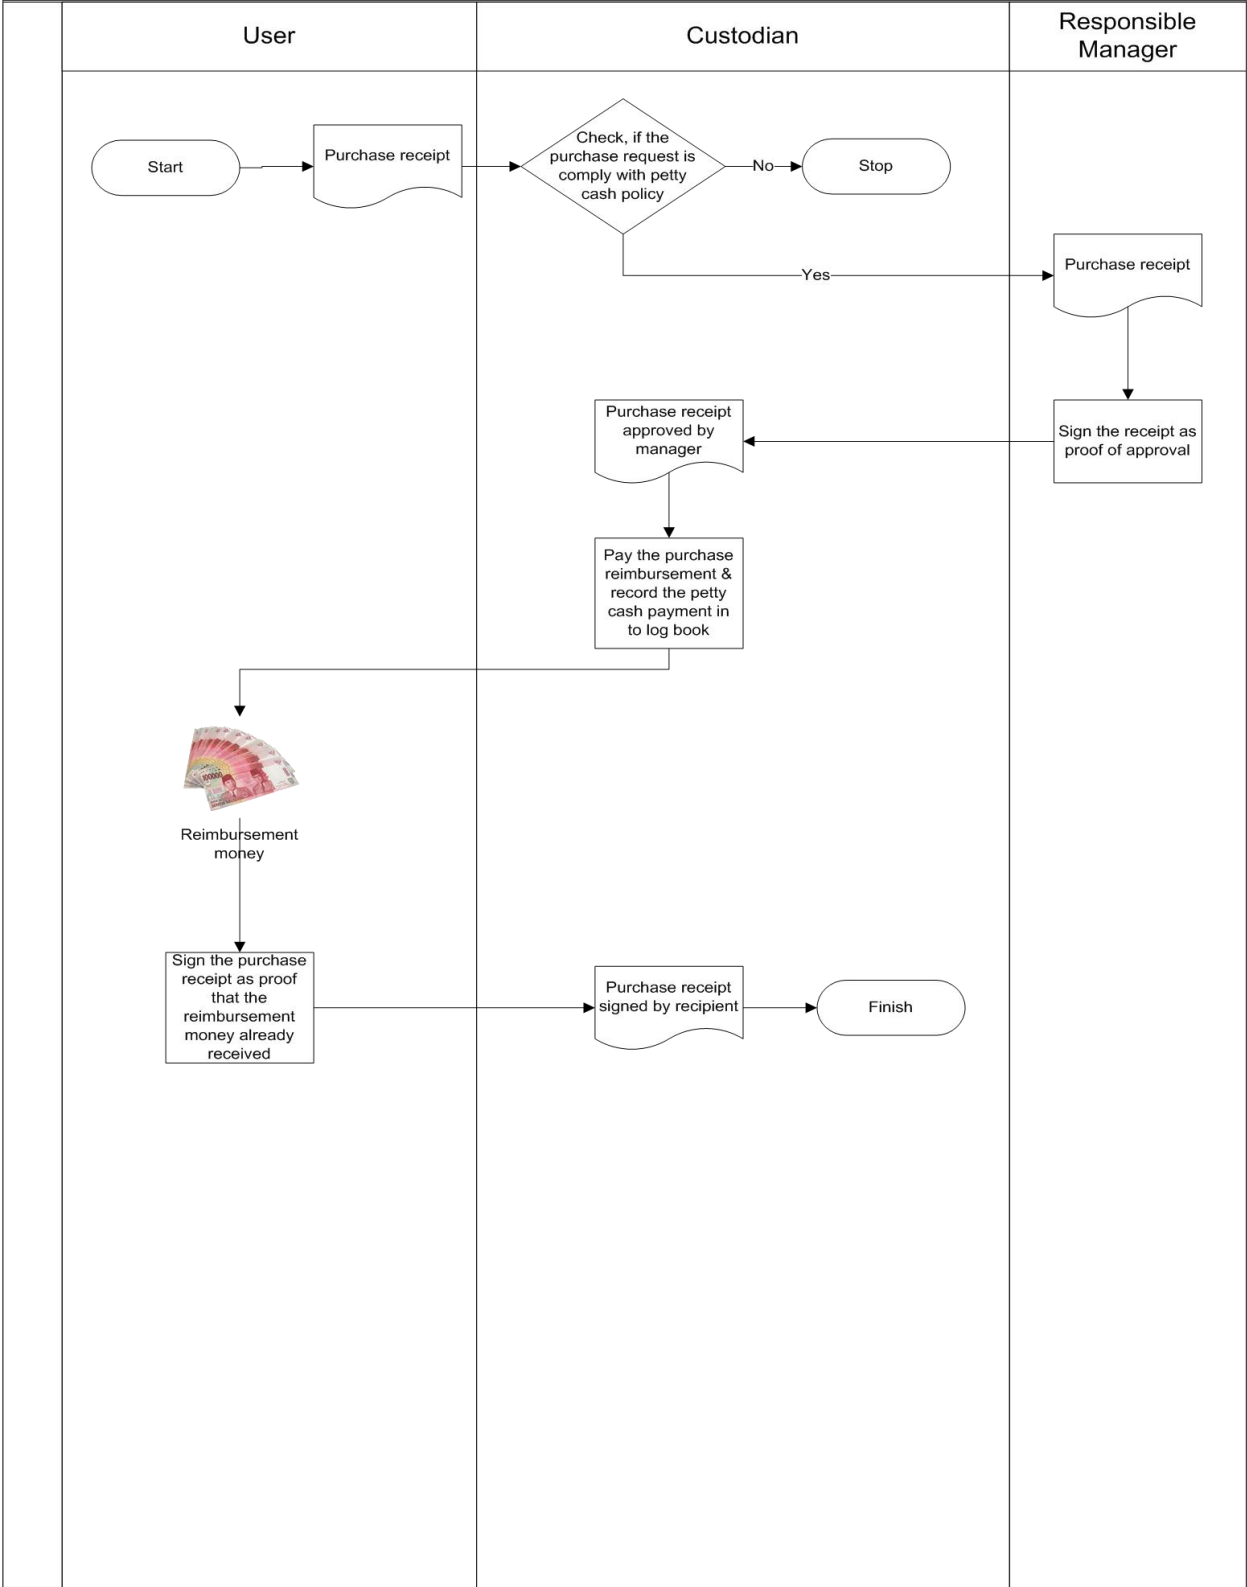 User
Custodian
Responsible
Manager
Start
Purchase receipt
Check, if the
purchase request is
comply with petty
cash policy
No
Stop
Yes
Purchase receipt
Sign the receipt as
proof of approval
Purchase receipt
approved by
manager
Pay the purchase
reimbursement &
record the petty
cash payment in
to log book
100000
Reimbursement
money
Sign the purchase
receipt as proof
that the
reimbursement
money already
received
Purchase receipt
signed by recipient
Finish